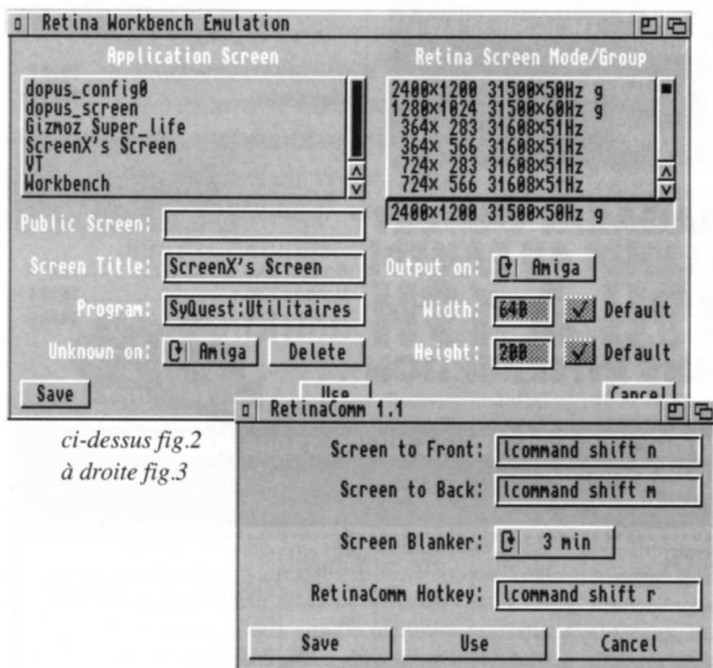 Retina Workbench Emulation
Application Screen
dopus_config0
dopus_screen
Gizmoz_Super_life
ScreenX's Screen
VT
Workbench
Public Screen:
Screen Title: ScreenX's Screen
Program: SyQuest:Utilitaires
Unknown on: Amiga Delete
Retina Screen Mode/Group
2400×1200 31500×50Hz g
1280×1024 31500×60Hz g
364× 283 31608×51Hz
364× 566 31608×51Hz
724× 283 31608×51Hz
724× 566 31608×51Hz
2400×1200 31500×50Hz g
Output on: Amiga
Width: 640 Default
Height: 200 Default
Save Use Cancel
ci-dessus fig.2
à droite fig.3
RetinaComm 1.1
Screen to Front: lcommand shift n
Screen to Back: lcommand shift m
Screen Blanker: 3 min
RetinaComm Hotkey: lcommand shift r
Save Use Cancel